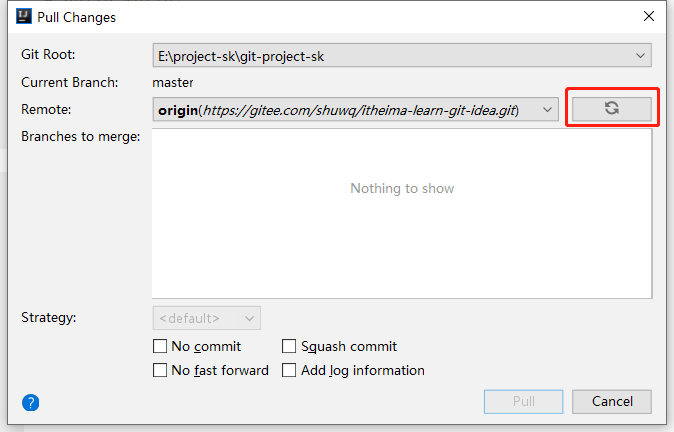 Pull Changes
Git Root: E:\project-sk\git-project-sk
Current Branch: master
Remote: origin(https://gitee.com/shuwq/itheima-learn-git-idea.git)
Branches to merge:
Nothing to show
Strategy: <default>
No commit Squash commit
No fast forward Add log information
? Pull Cancel